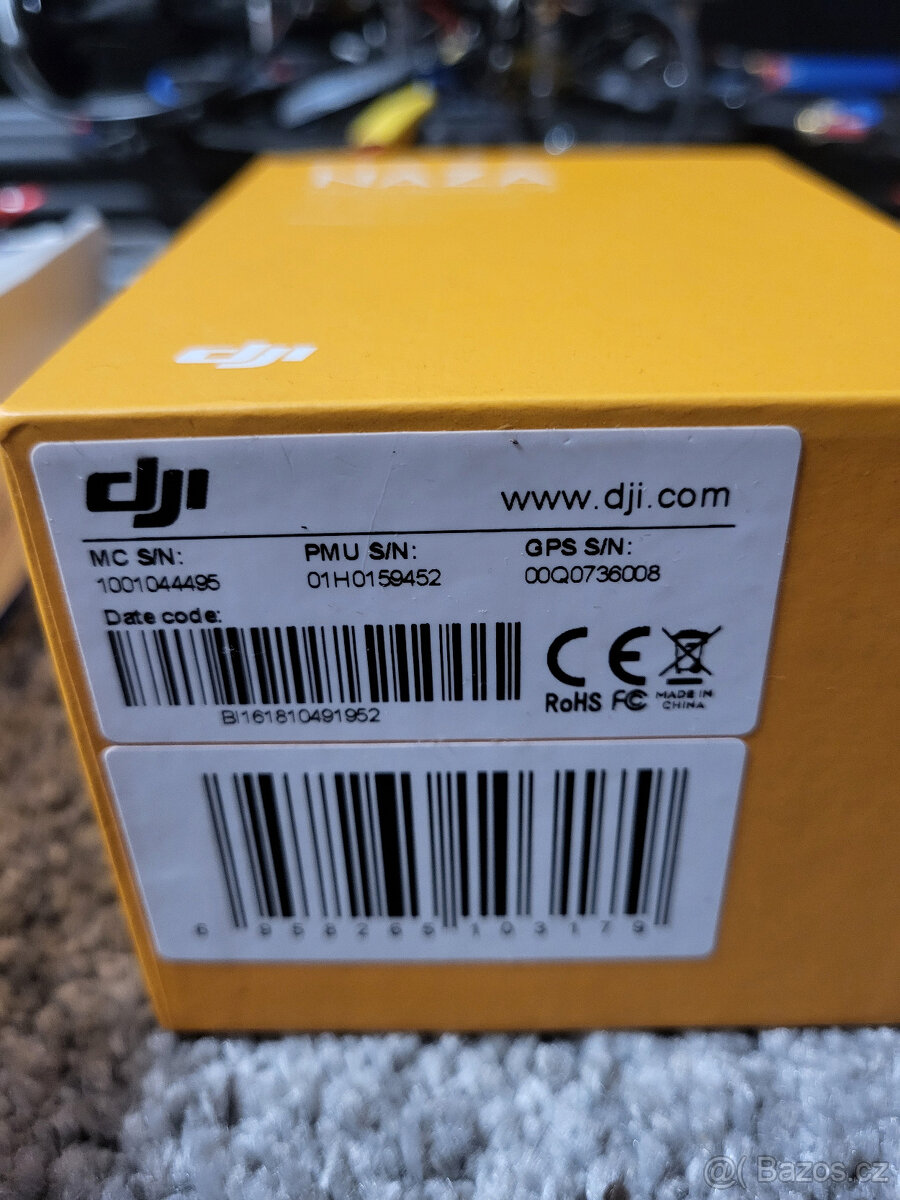 NAZA
dji
dji
www.dji.com
MC S/N: PMU S/N: GPS S/N:
1001044495 01H0159452 00Q0736008
Date code:
BI161810491952
CE
RoHS FC MADE IN
CHINA
6 958265 103179
@( Bazos.cz